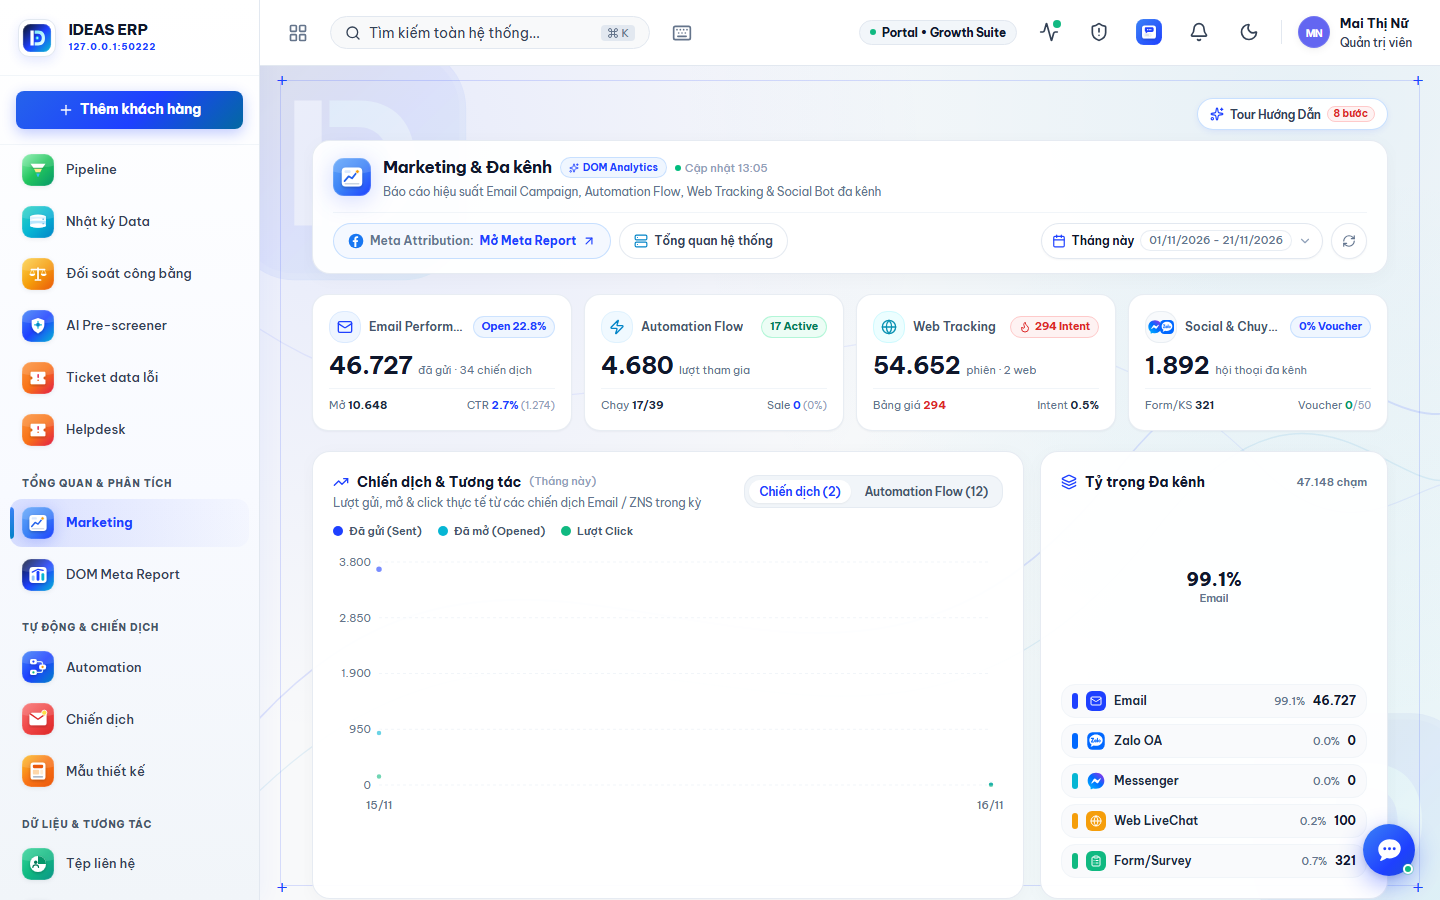 IDEAS ERP
127.0.0.1:50222
Thêm khách hàng
Pipeline
Nhật ký Data
Đối soát công bằng
AI Pre-screener
Ticket data lỗi
Helpdesk
TỔNG QUAN & PHÂN TÍCH
Marketing
DOM Meta Report
TỰ ĐỘNG & CHIẾN DỊCH
Automation
Chiến dịch
Mẫu thiết kế
DỮ LIỆU & TƯƠNG TÁC
Tệp liên hệ
Tìm kiếm toàn hệ thống... ⌘ K
Portal • Growth Suite
MN
Mai Thị Nữ
Quản trị viên
Tour Hướng Dẫn 8 bước
Marketing & Đa kênh DOM Analytics Cập nhật 13:05
Báo cáo hiệu suất Email Campaign, Automation Flow, Web Tracking & Social Bot đa kênh
Meta Attribution: Mở Meta Report
Tổng quan hệ thống
Tháng này 01/11/2026 - 21/11/2026
Email Perform... Open 22.8%
46.727 đã gửi · 34 chiến dịch
Mở 10.648 CTR 2.7% (1.274)
Automation Flow 17 Active
4.680 lượt tham gia
Chạy 17/39 Sale 0 (0%)
Web Tracking 294 Intent
54.652 phiên · 2 web
Bảng giá 294 Intent 0.5%
Social & Chuy... 0% Voucher
1.892 hội thoại đa kênh
Form/KS 321 Voucher 0/50
Chiến dịch & Tương tác (Tháng này)
Lượt gửi, mở & click thực tế từ các chiến dịch Email / ZNS trong kỳ
Chiến dịch (2) Automation Flow (12)
Đã gửi (Sent) Đã mở (Opened) Lượt Click
3.800
2.850
1.900
950
0
15/11 16/11
Tỷ trọng Đa kênh 47.148 chạm
99.1%
Email
Email 99.1% 46.727
Zalo OA 0.0% 0
Messenger 0.0% 0
Web LiveChat 0.2% 100
Form/Survey 0.7% 321